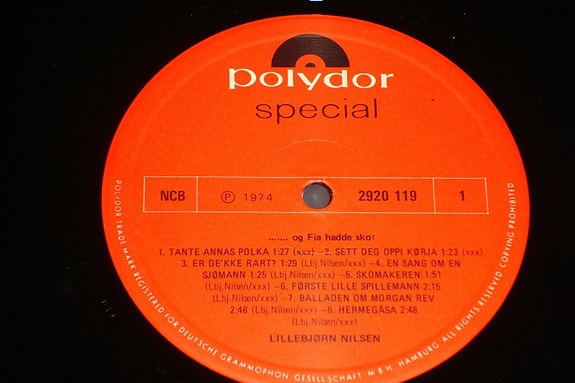 polydor
special
NCB ℗ 1974 2920 119 1
....... og Fia hadde sko!
1. TANTE ANNAS POLKA 1:27 (xxx) –2. SETT DEG OPPI KØRJA 1:23 (xxx)
3. ER DE'KKE RART? 1:29 (Lbj.Nilsen/xxx) –4. EN SANG OM EN
SJØMANN 1:25 (Lbj.Nilsen/xxx) –5. SKOMAKEREN 1:51
(Lbj.Nilsen/xxx) –6. FØRSTE LILLE SPILLEMANN 2:15
(Lbj.Nilsen/xxx) –7. BALLADEN OM MORGAN REV
2:48 (Lbj.Nilsen/xxx) –8. HERMEGÅSA 2:48
(Lbj.Nilsen/xxx)
LILLEBJØRN NILSEN
POLYDOR TRADE MARK REGISTERED FOR DEUTSCHE GRAMMOPHON GESELLSCHAFT M.B.H. HAMBURG ALL RIGHTS RESERVED COPYING PROHIBITED